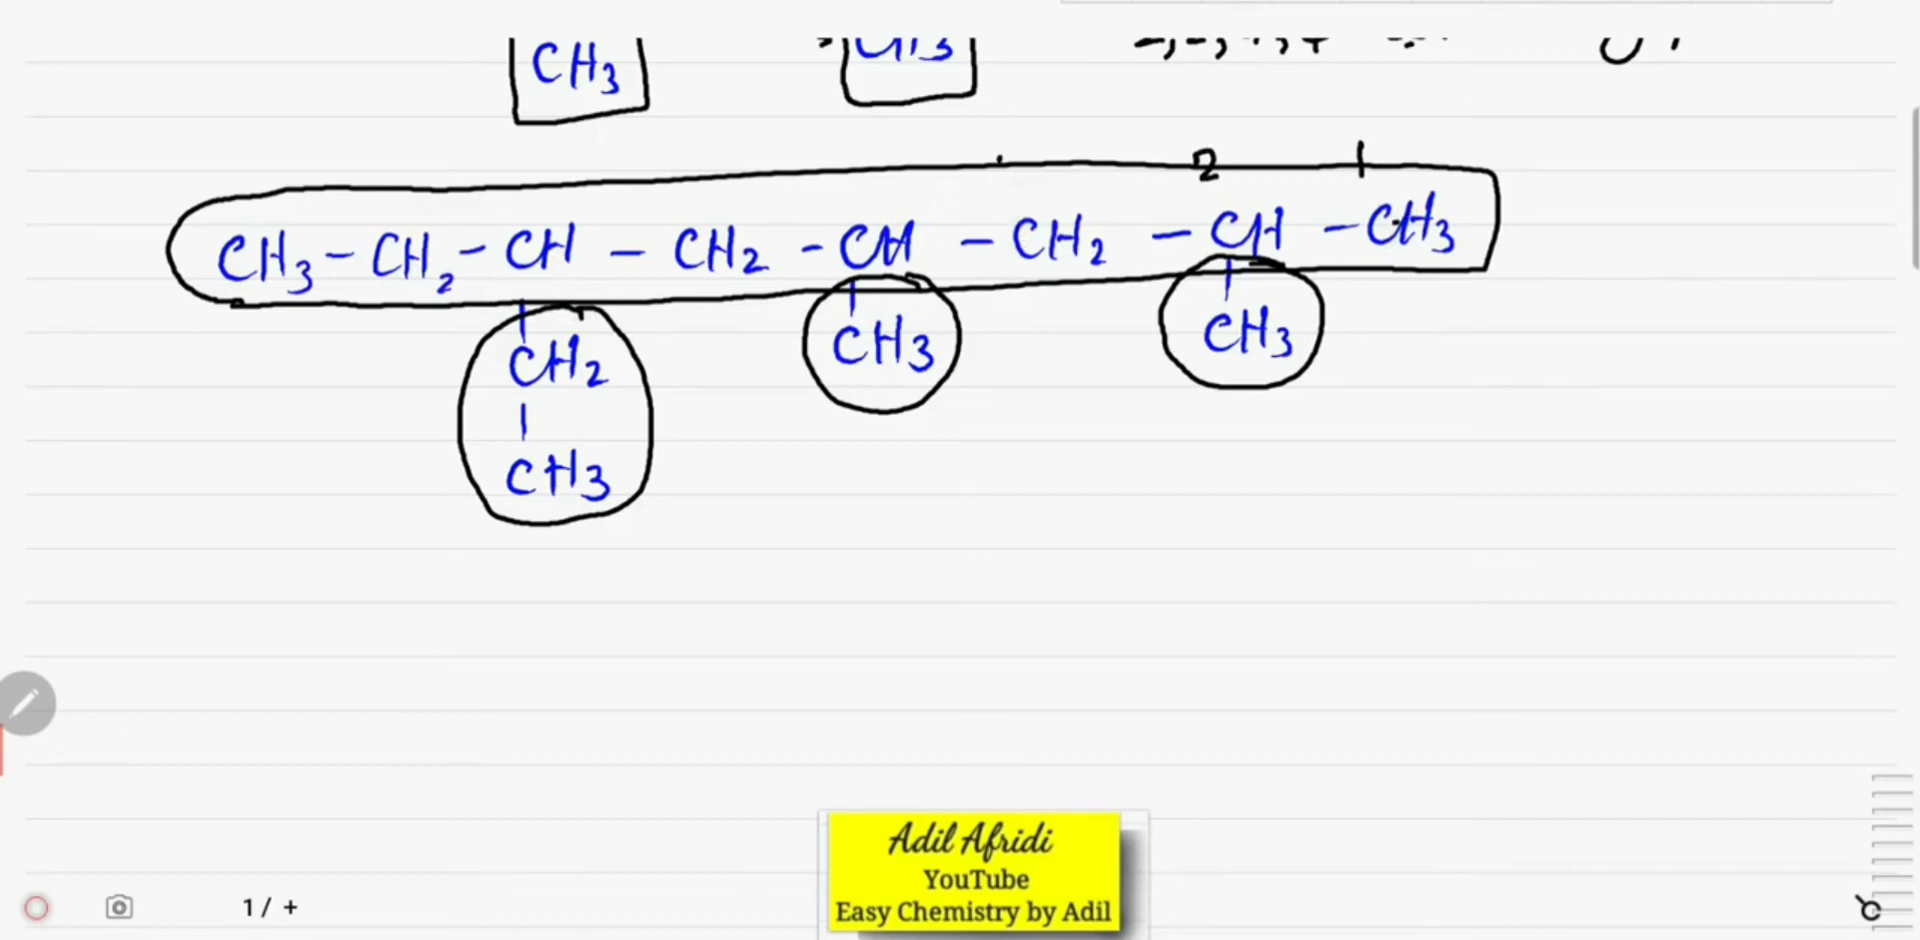 CH3 CH3
2 1
CH3 - CH2 - CH - CH2 - CH - CH2 - CH - CH3
CH2 CH3 CH3
CH3
Adil Afridi
YouTube
Easy Chemistry by Adil
1 / +